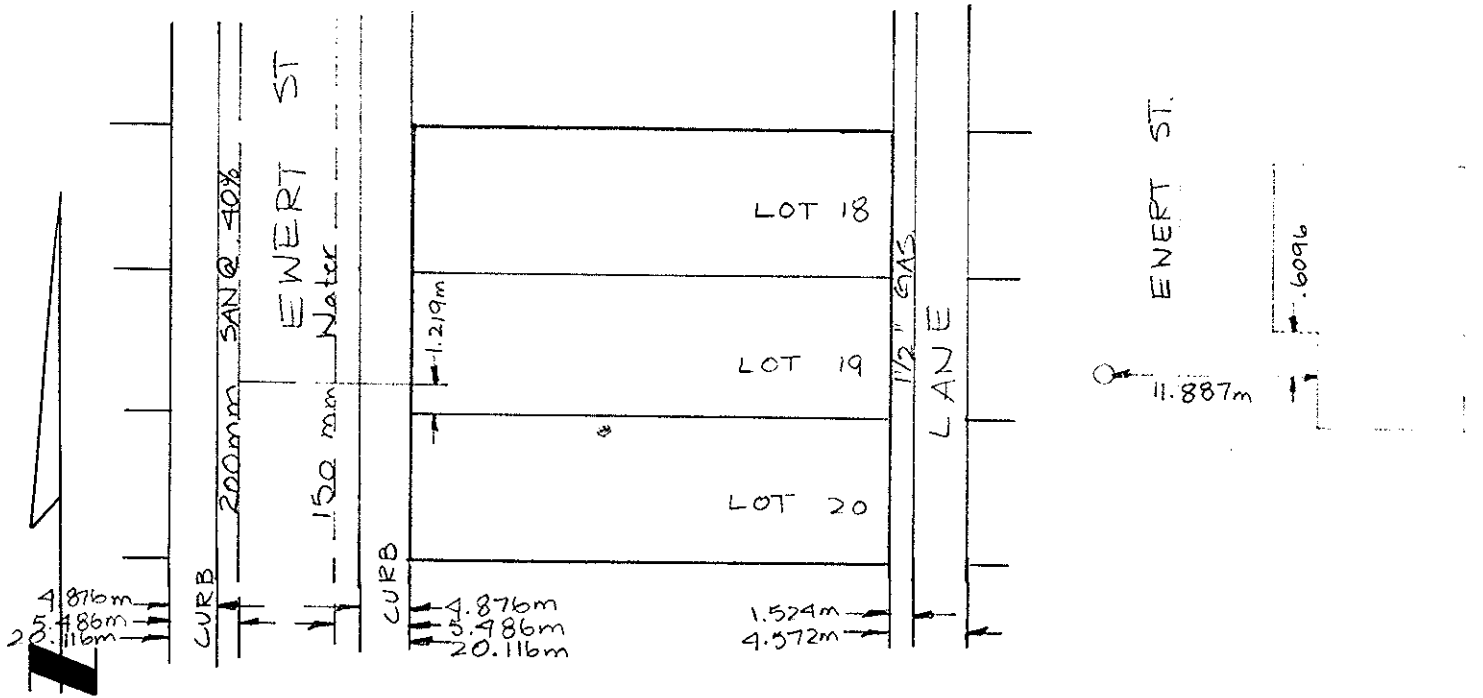 EWERT ST
200mm SAN @ .40%
150 mm Water
CURB
CURB
1.219m
LOT 18
LOT 19
LOT 20
1 1/2" GAS
LANE
4.876m
5.486m
20.116m
4.876m
5.486m
20.116m
1.524m
4.572m
ENERT ST.
.6096
11.887m